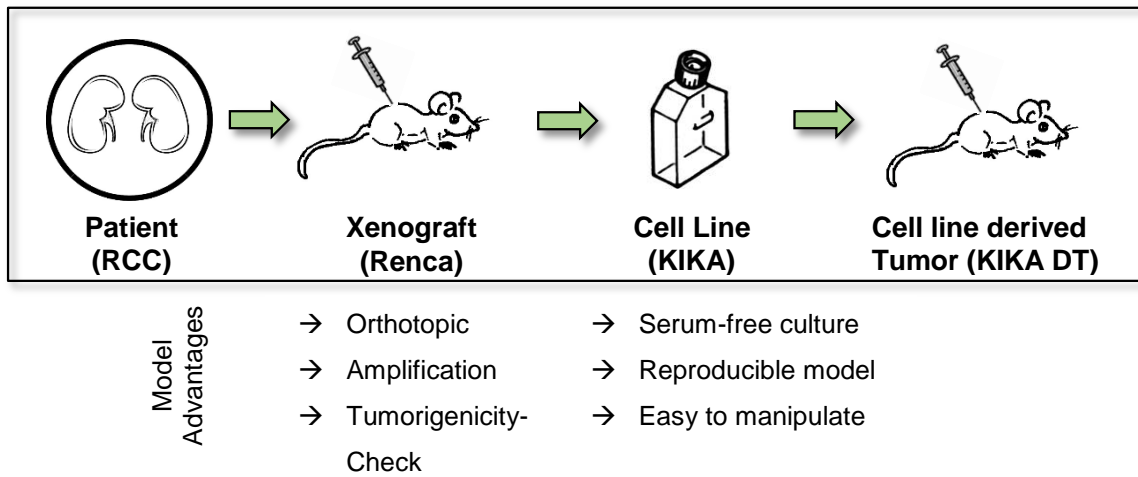 Patient
(RCC)
Xenograft
(Renca)
Cell Line
(KIKA)
Cell line derived
Tumor (KIKA DT)
Model
Advantages
→ Orthotopic
→ Amplification
→ Tumorigenicity-
Check
→ Serum-free culture
→ Reproducible model
→ Easy to manipulate